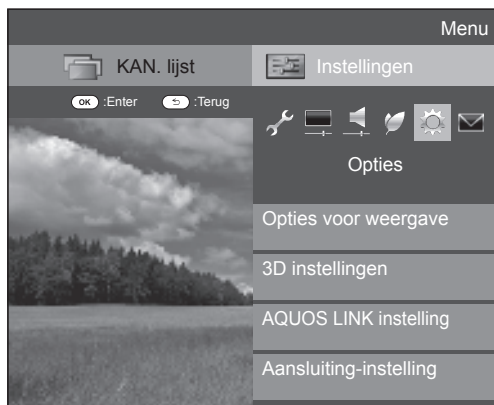 Menu
KAN. lijst
Instellingen
OK :Enter :Terug
Opties
Opties voor weergave
3D instellingen
AQUOS LINK instelling
Aansluiting-instelling